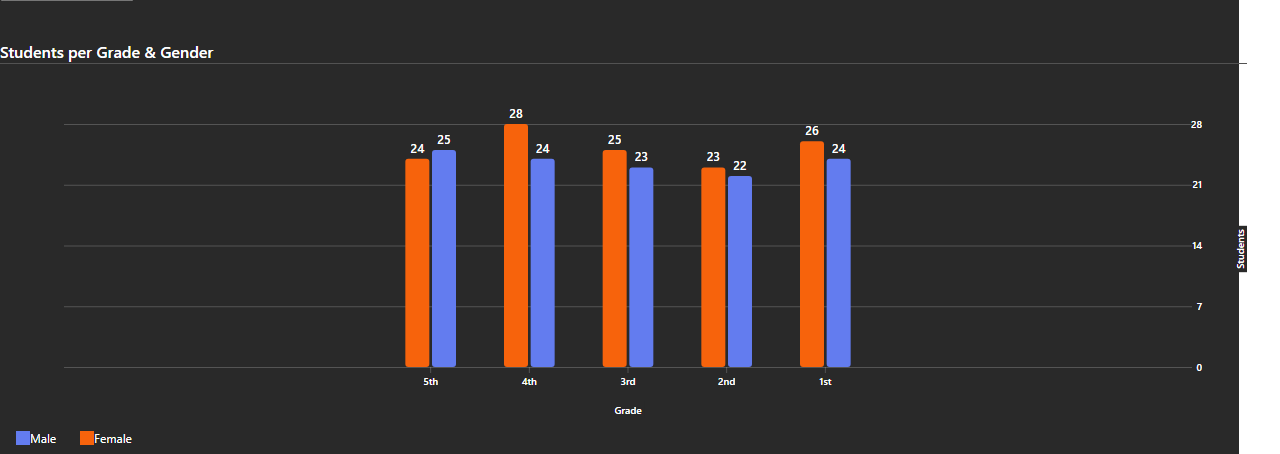 Students per Grade & Gender
24 25 28 24 25 23 23 22 26 24
28
21
14
7
0
Students
5th 4th 3rd 2nd 1st
Grade
Male Female